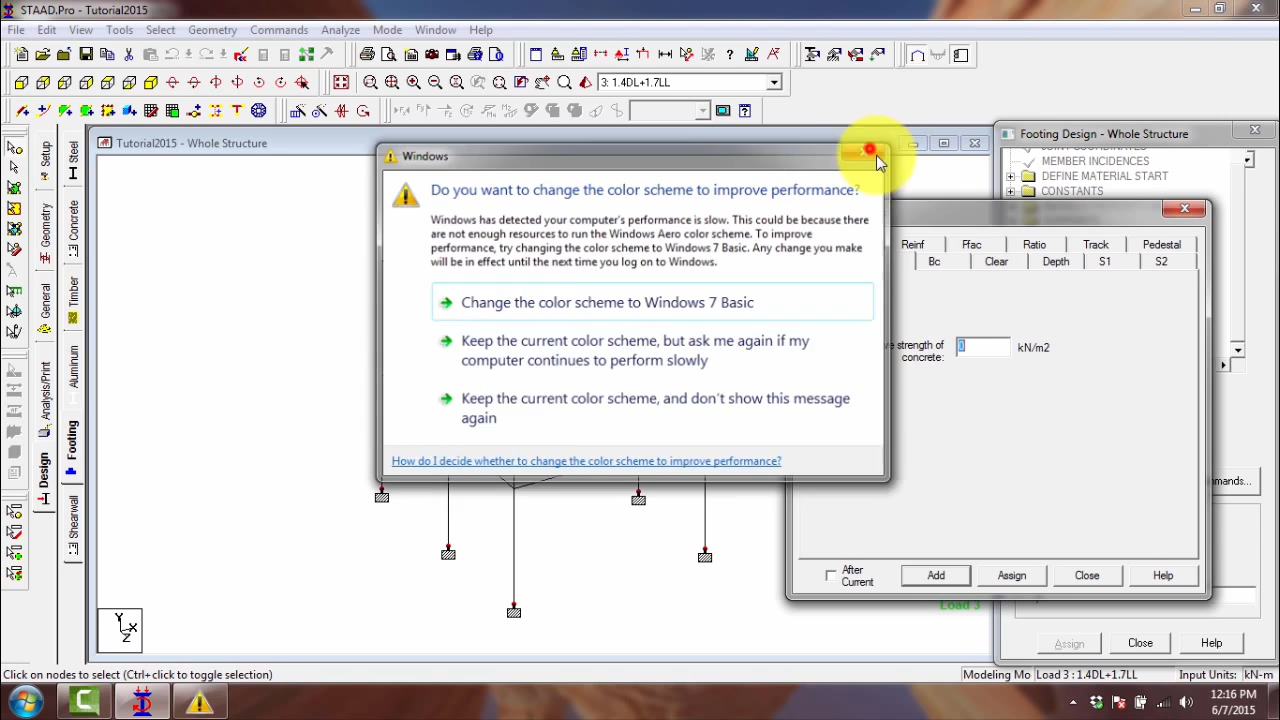 STAAD.Pro - Tutorial2015
File Edit View Tools Select Geometry Commands Analyze Mode Window Help
3: 1.4DL+1.7LL
Tutorial2015 - Whole Structure
Footing Design - Whole Structure
Setup
Geometry
General
Analysis/Print
Design
Steel
Concrete
Timber
Aluminum
Footing
Shearwall
Windows
Do you want to change the color scheme to improve performance?
Windows has detected your computer's performance is slow. This could be because there
are not enough resources to run the Windows Aero color scheme. To improve
performance, try changing the color scheme to Windows 7 Basic. Any change you make
will be in effect until the next time you log on to Windows.
Change the color scheme to Windows 7 Basic
Keep the current color scheme, but ask me again if my
computer continues to perform slowly
Keep the current color scheme, and don't show this message
again
How do I decide whether to change the color scheme to improve performance?
JOINT COORDINATES
MEMBER INCIDENCES
DEFINE MATERIAL START
CONSTANTS
Reinf Pfac Ratio Track Pedestal
Bc Clear Depth S1 S2
strength of
concrete:
0
kN/m2
After
Current
Add Assign Close Help
Load 3
Assign Close Help
Y
X
Z
Click on nodes to select (Ctrl+click to toggle selection)
Modeling Mo Load 3 : 1.4DL+1.7LL Input Units: kN-m
12:16 PM
6/7/2015